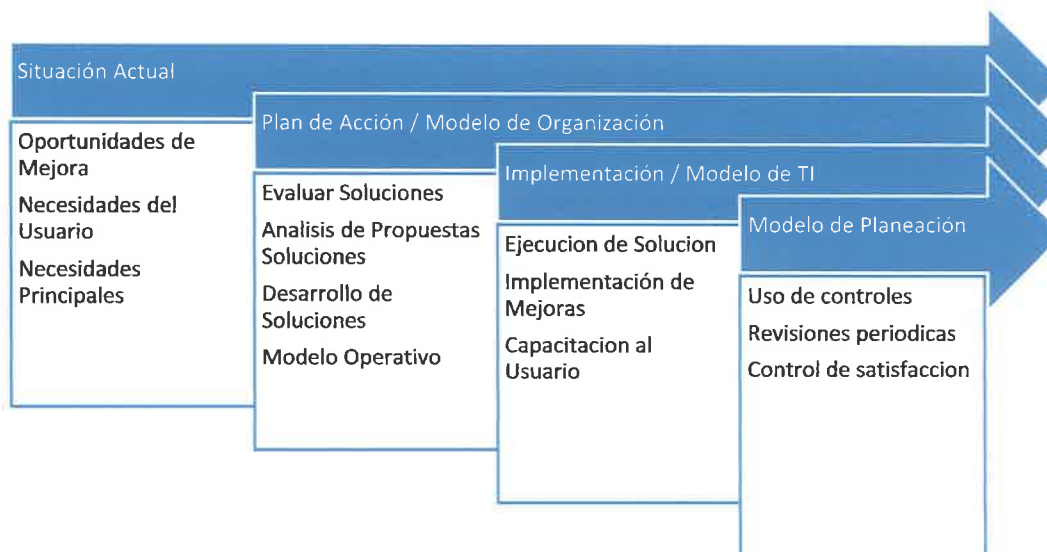 Situación Actual
Oportunidades de
Mejora
Necesidades del
Usuario
Necesidades
Principales
Plan de Acción / Modelo de Organización
Evaluar Soluciones
Analisis de Propuestas
Soluciones
Desarrollo de
Soluciones
Modelo Operativo
Implementación / Modelo de TI
Ejecucion de Solucion
Implementación de
Mejoras
Capacitacion al
Usuario
Modelo de Planeación
Uso de controles
Revisiones periodicas
Control de satisfaccion